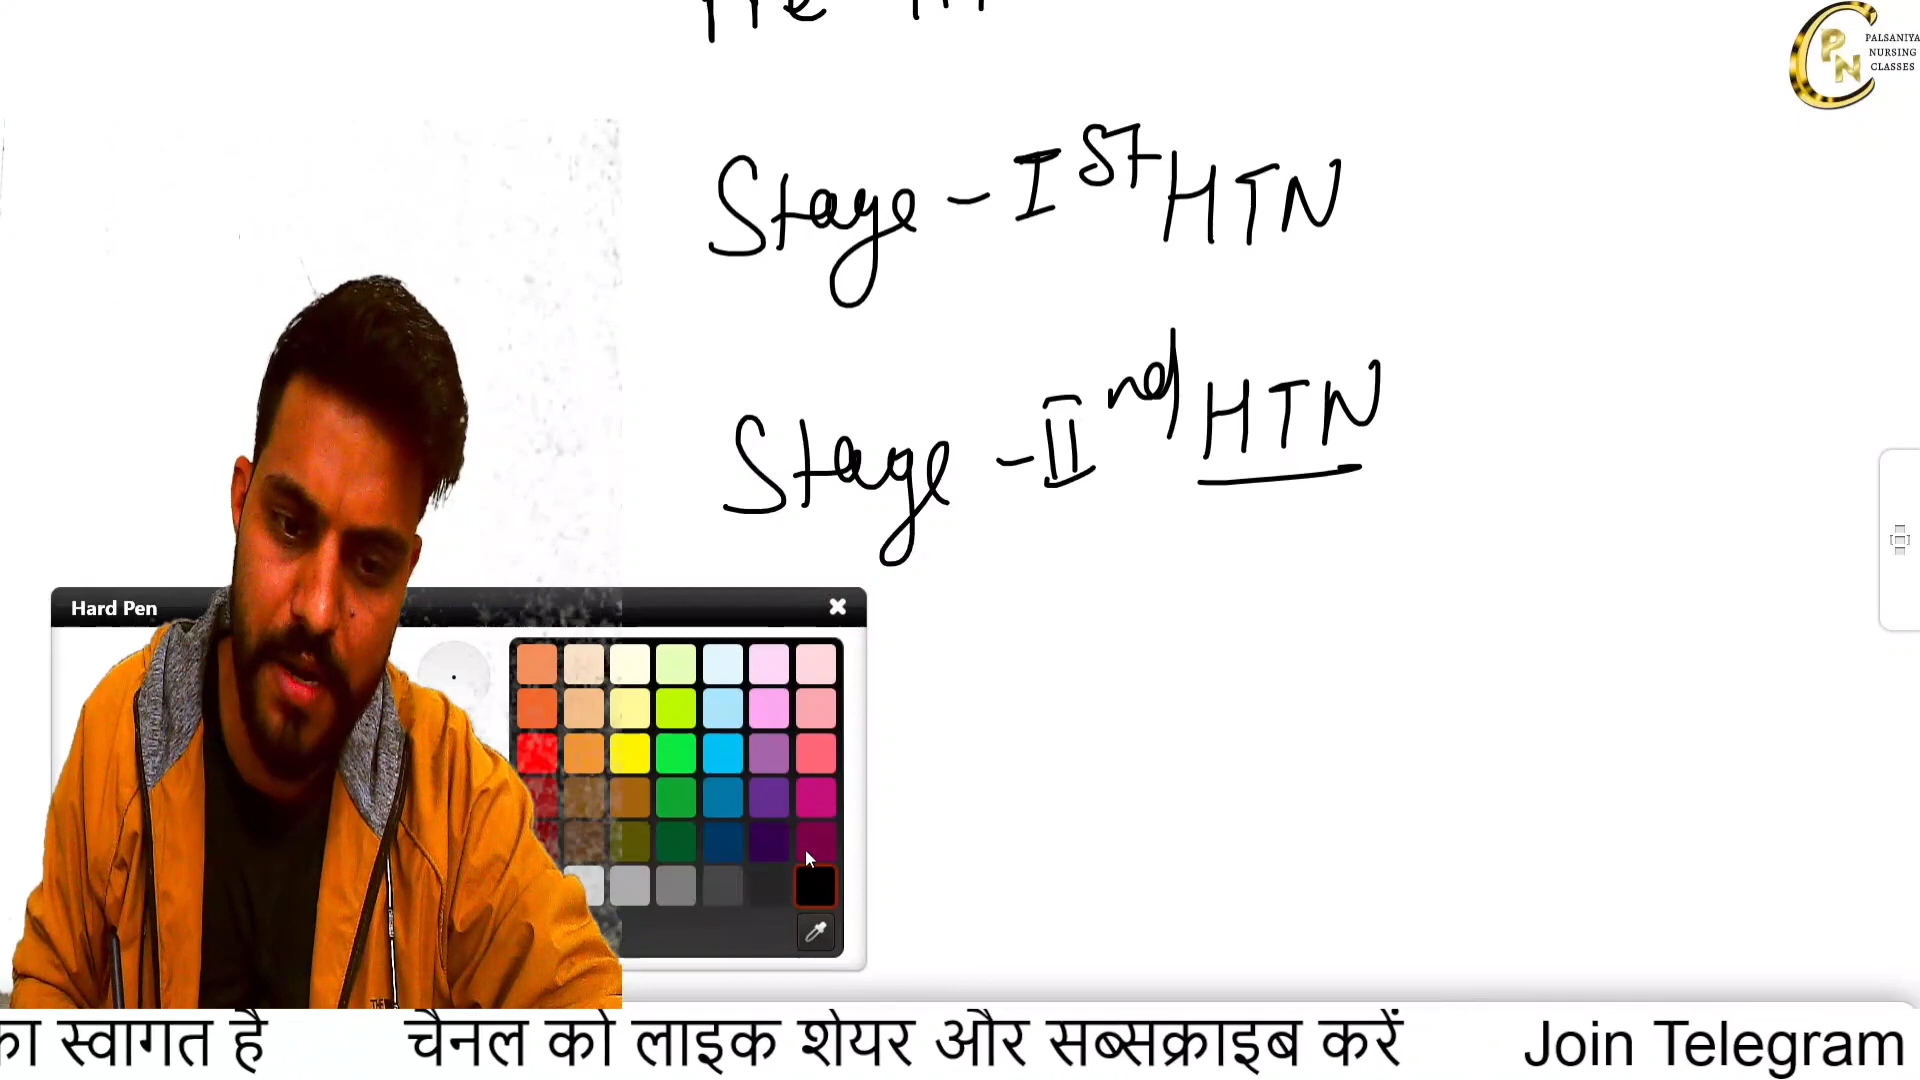 PALSANIYA
NURSING
CLASSES
PN
Stage - Ist HTN
Stage - IInd HTN
Hard Pen
का स्वागत है चैनल को लाइक शेयर और सब्सक्राइब करें Join Telegram